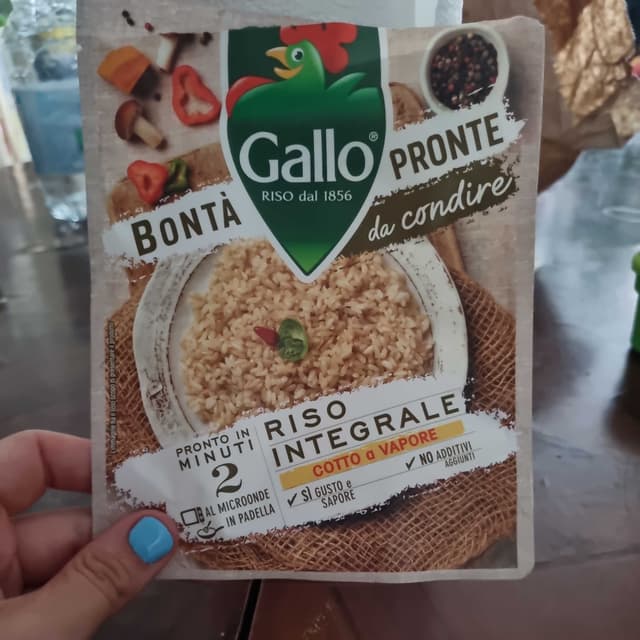 Gallo®
RISO dal 1856
BONTÀ PRONTE
da condire
PRONTO IN
MINUTI
2
AL MICROONDE
IN PADELLA
RISO
INTEGRALE
COTTO a VAPORE
✓ SÌ GUSTO e
SAPORE
✓ NO ADDITIVI
AGGIUNTI